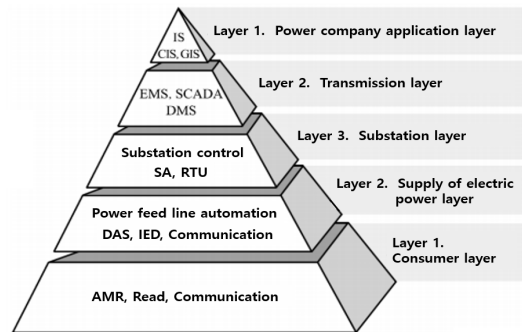 IS
CIS, GIS
Layer 1. Power company application layer
EMS, SCADA
DMS
Layer 2. Transmission layer
Substation control
SA, RTU
Layer 3. Substation layer
Power feed line automation
DAS, IED, Communication
Layer 2. Supply of electric
power layer
AMR, Read, Communication
Layer 1.
Consumer layer